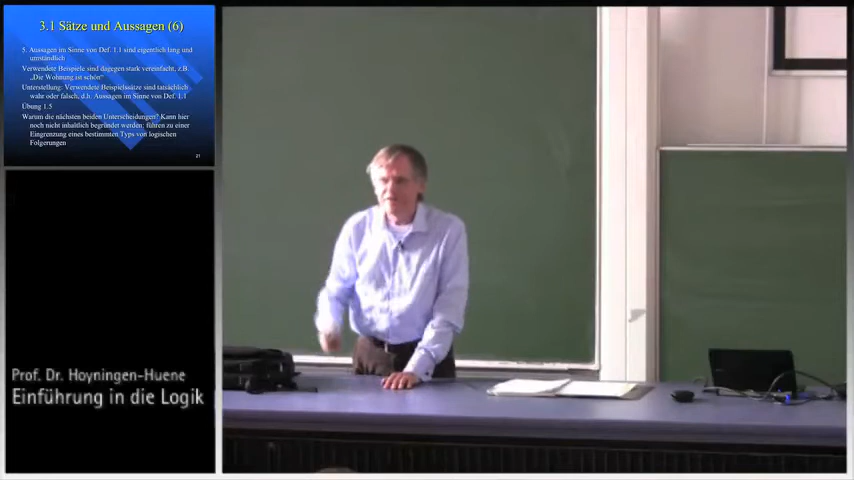 3.1 Sätze und Aussagen (6)
5. Aussagen im Sinne von Def. 1.1 sind eigentlich lang und
umständlich
Verwendete Beispiele sind dagegen stark vereinfacht, z.B.
„Die Wohnung ist schön“
Unterstellung: Verwendete Beispielsätze sind tatsächlich
wahr oder falsch, d.h. Aussagen im Sinne von Def. 1.1
Übung 1.5
Warum die nächsten beiden Unterscheidungen? Kann hier
noch nicht inhaltlich begründet werden: führen zu einer
Eingrenzung eines bestimmten Typs von logischen
Folgerungen
21
Prof. Dr. Hoyningen-Huene
Einführung in die Logik